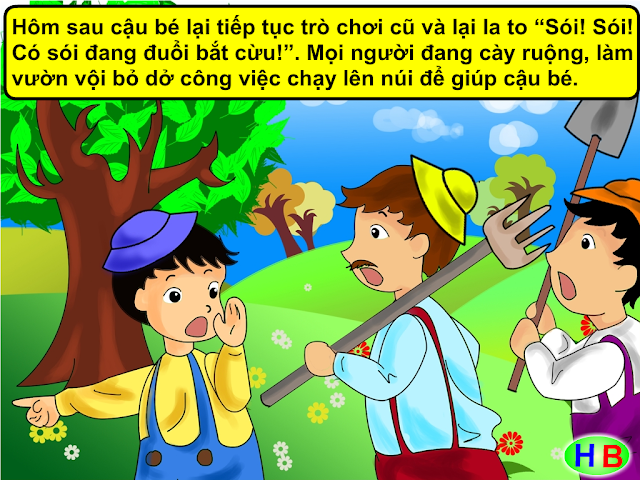 Hôm sau cậu bé lại tiếp tục trò chơi cũ và lại la to “Sói! Sói!
Có sói đang đuổi bắt cừu!”. Mọi người đang cày ruộng, làm
vườn vội bỏ dở công việc chạy lên núi để giúp cậu bé.
H B